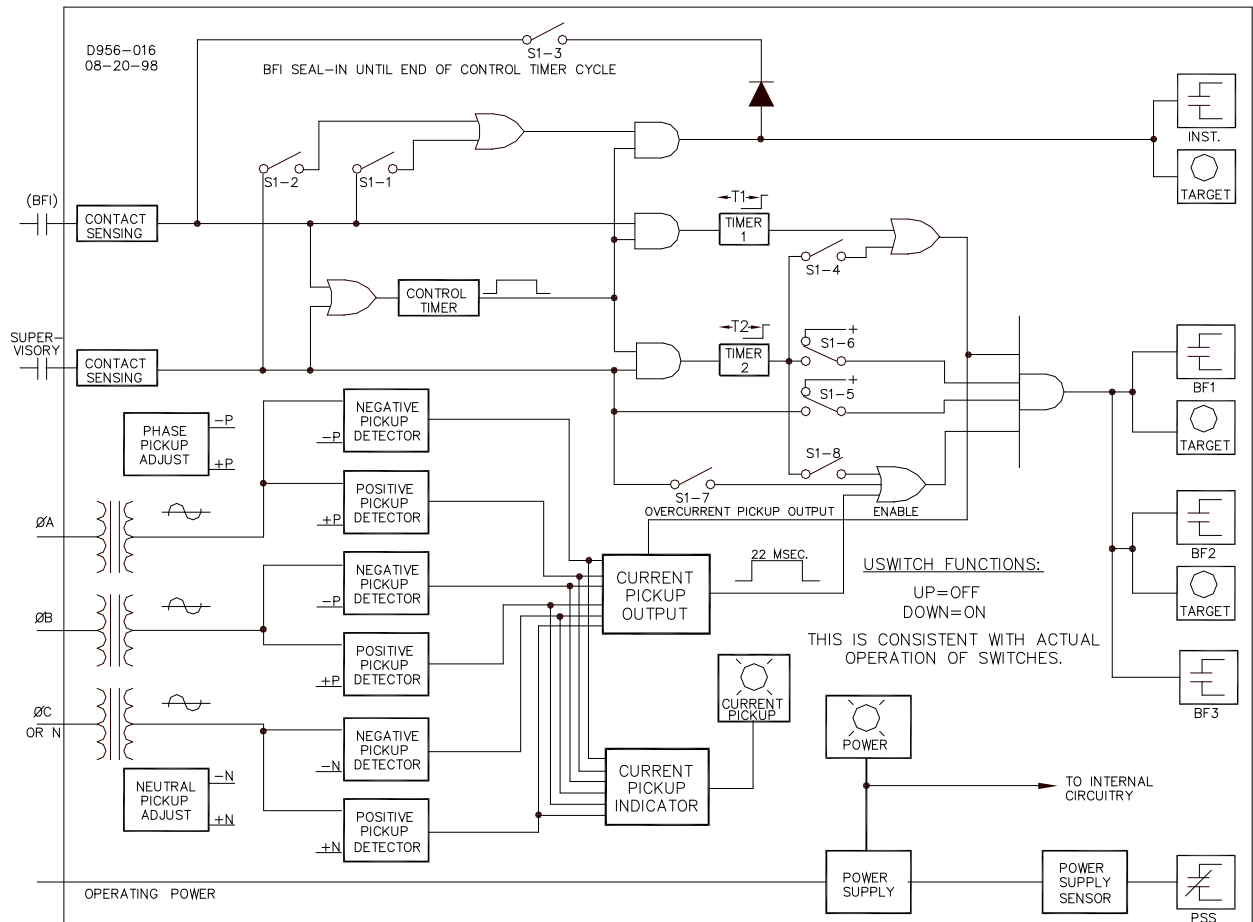 D956-016
08-20-98
S1-3
BFI SEAL-IN UNTIL END OF CONTROL TIMER CYCLE
INST.
TARGET
S1-2
S1-1
(BFI)
CONTACT
SENSING
T1
TIMER
1
S1-4
CONTROL
TIMER
SUPER-
VISORY
CONTACT
SENSING
T2
TIMER
2
+
S1-6
+
S1-5
BF1
TARGET
S1-8
S1-7
OVERCURRENT PICKUP OUTPUT
ENABLE
PHASE
PICKUP
ADJUST
-P
+P
NEGATIVE
PICKUP
DETECTOR
-P
POSITIVE
PICKUP
DETECTOR
+P
ØA
NEGATIVE
PICKUP
DETECTOR
-P
ØB
POSITIVE
PICKUP
DETECTOR
+P
ØC
OR N
NEGATIVE
PICKUP
DETECTOR
-N
NEUTRAL
PICKUP
ADJUST
-N
+N
POSITIVE
PICKUP
DETECTOR
+N
CURRENT
PICKUP
OUTPUT
22 MSEC.
USWITCH FUNCTIONS:
UP=OFF
DOWN=ON
THIS IS CONSISTENT WITH ACTUAL
OPERATION OF SWITCHES.
BF2
TARGET
BF3
CURRENT
PICKUP
CURRENT
PICKUP
INDICATOR
POWER
TO INTERNAL
CIRCUITRY
OPERATING POWER
POWER
SUPPLY
POWER
SUPPLY
SENSOR
PSS